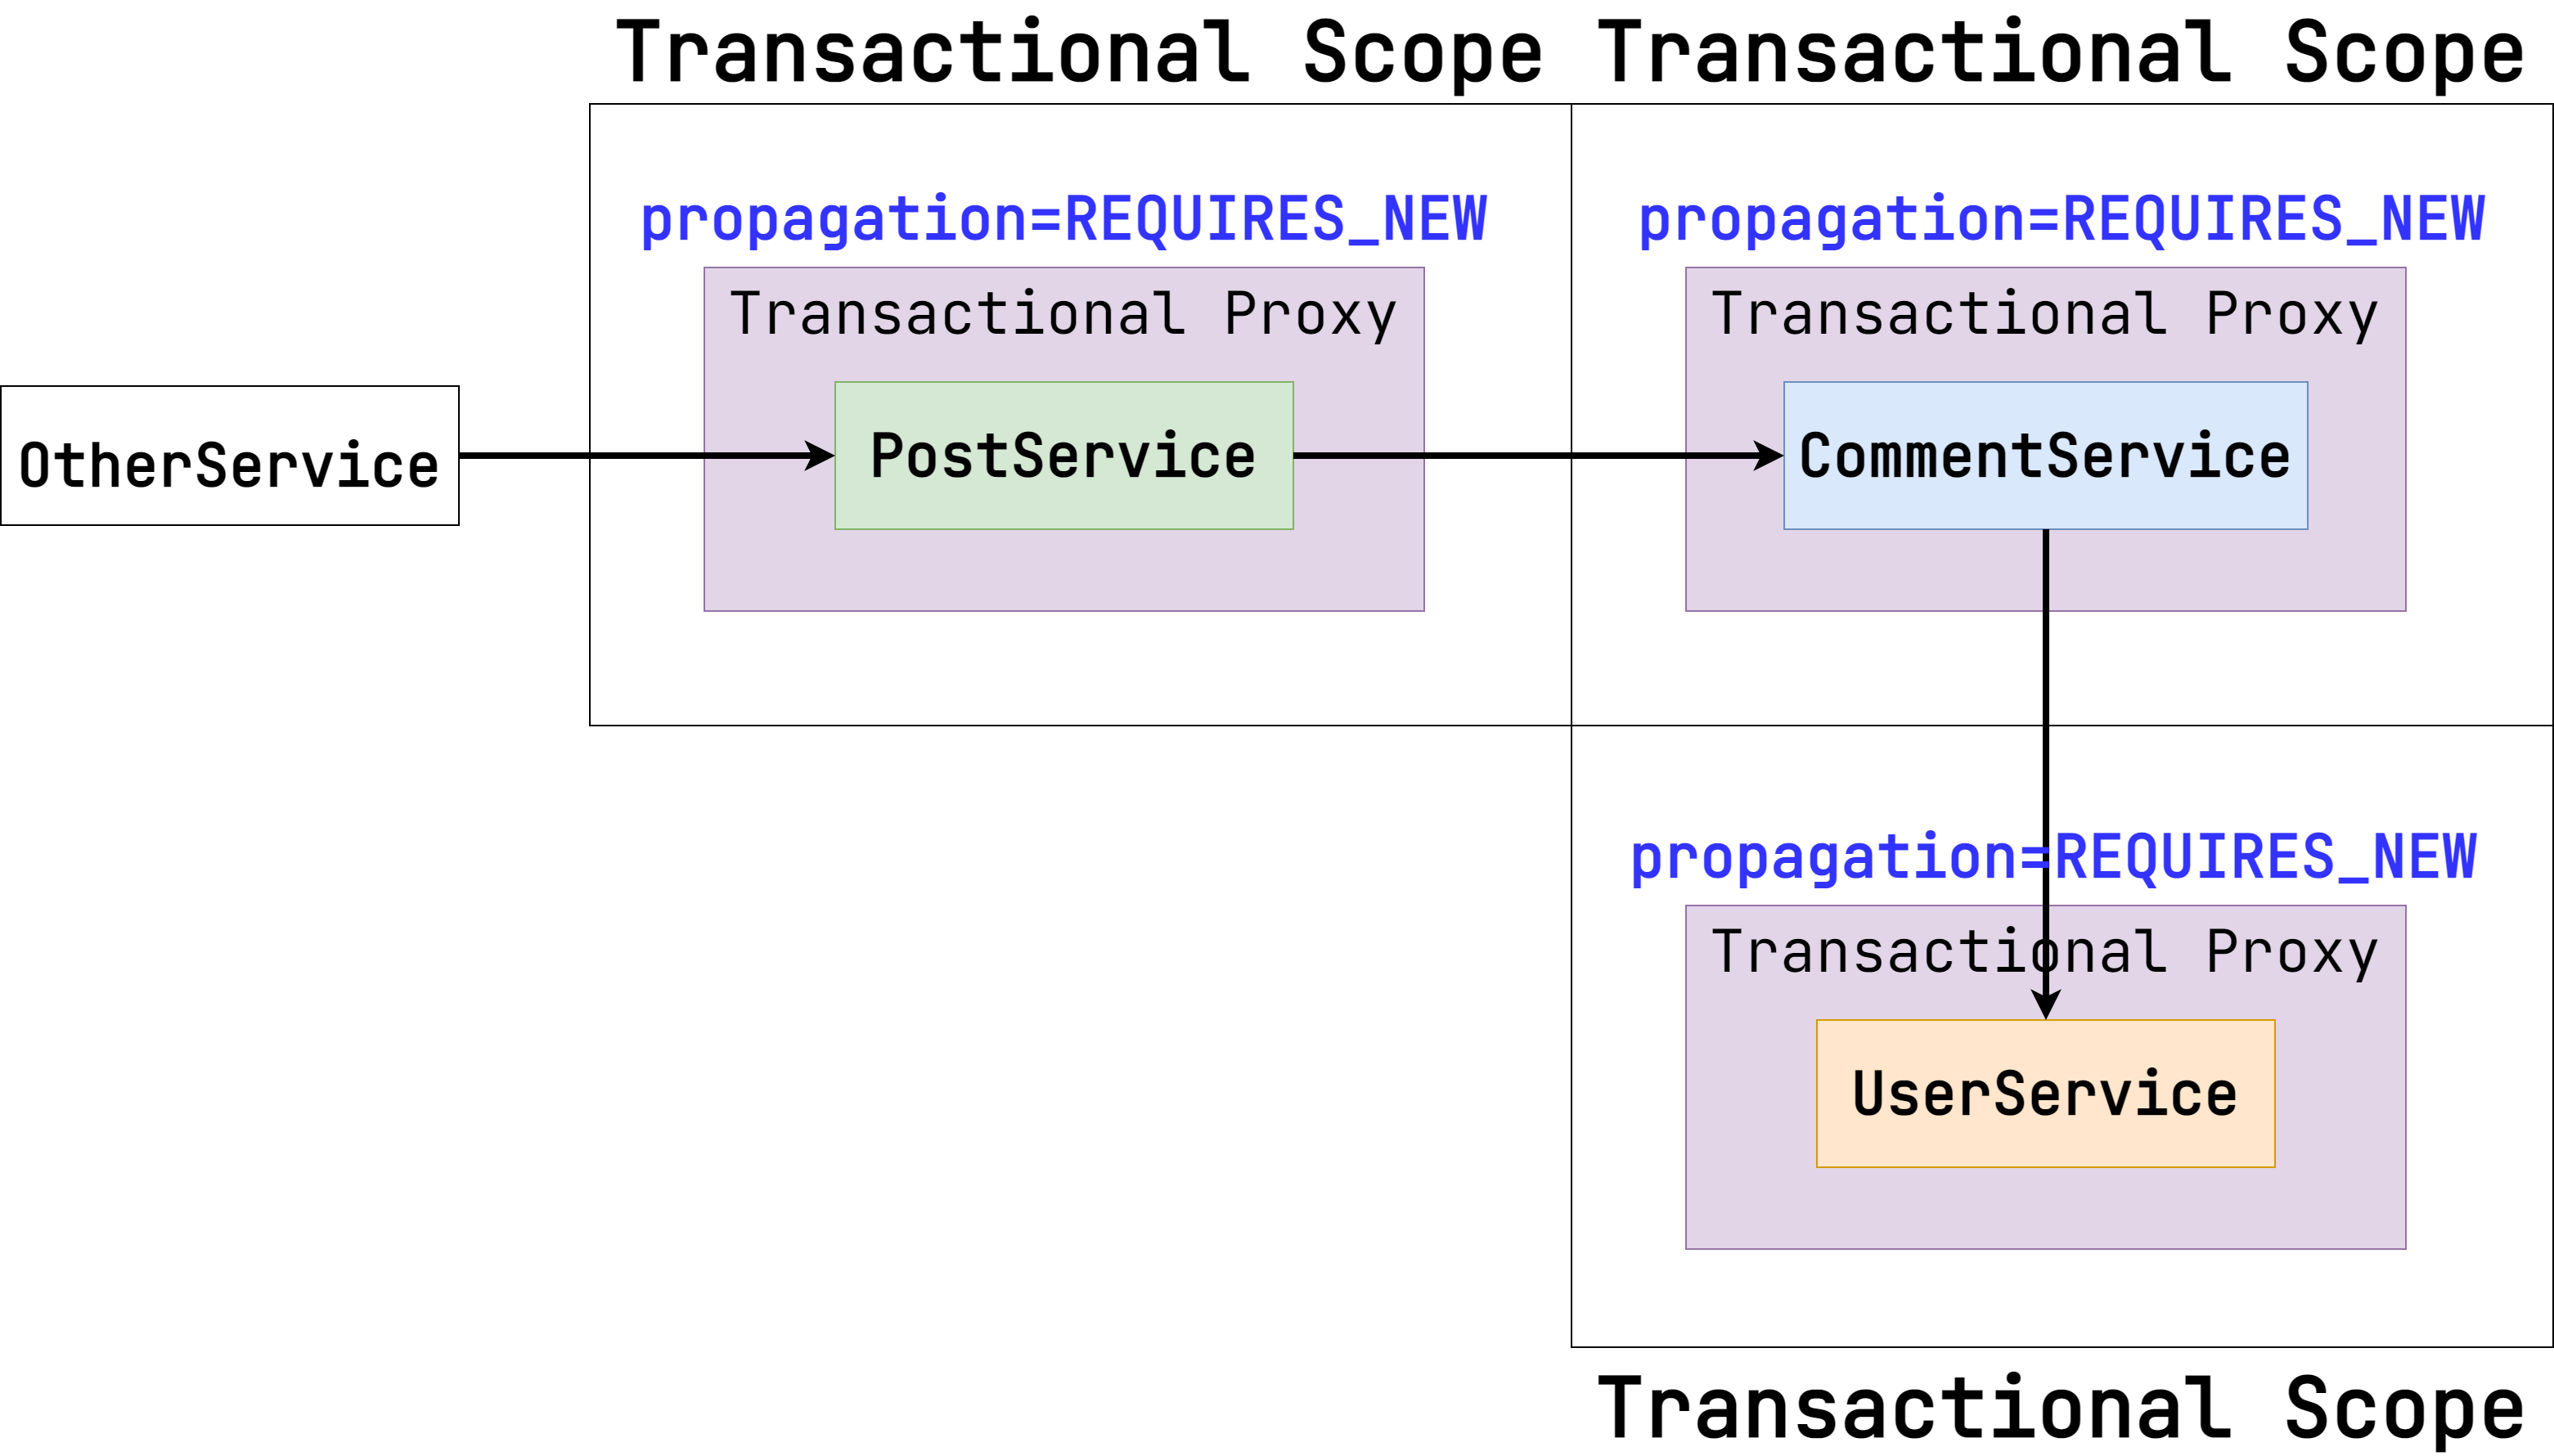 Transactional Scope
Transactional Scope
propagation=REQUIRES_NEW
propagation=REQUIRES_NEW
Transactional Proxy
Transactional Proxy
OtherService
PostService
CommentService
propagation=REQUIRES_NEW
Transactional Proxy
UserService
Transactional Scope